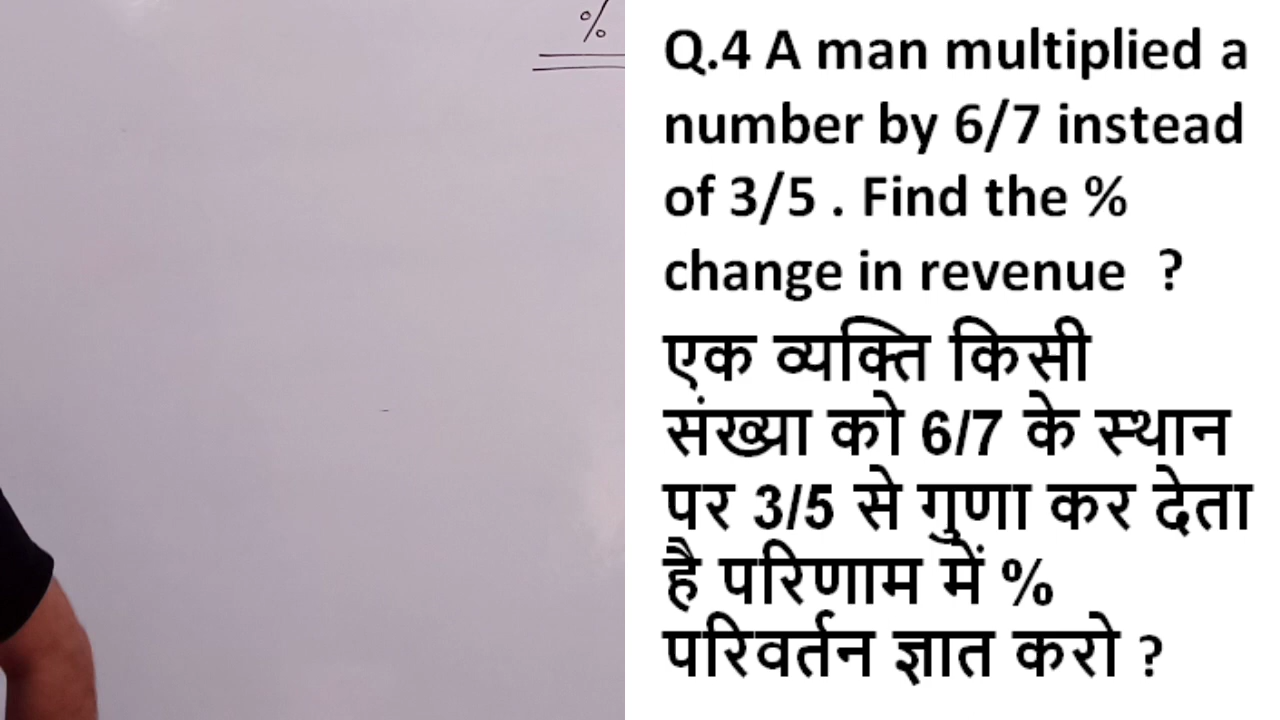 %
Q.4 A man multiplied a
number by 6/7 instead
of 3/5 . Find the %
change in revenue ?
एक व्यक्ति किसी
संख्या को 6/7 के स्थान
पर 3/5 से गुणा कर देता
है परिणाम में %
परिवर्तन ज्ञात करो ?